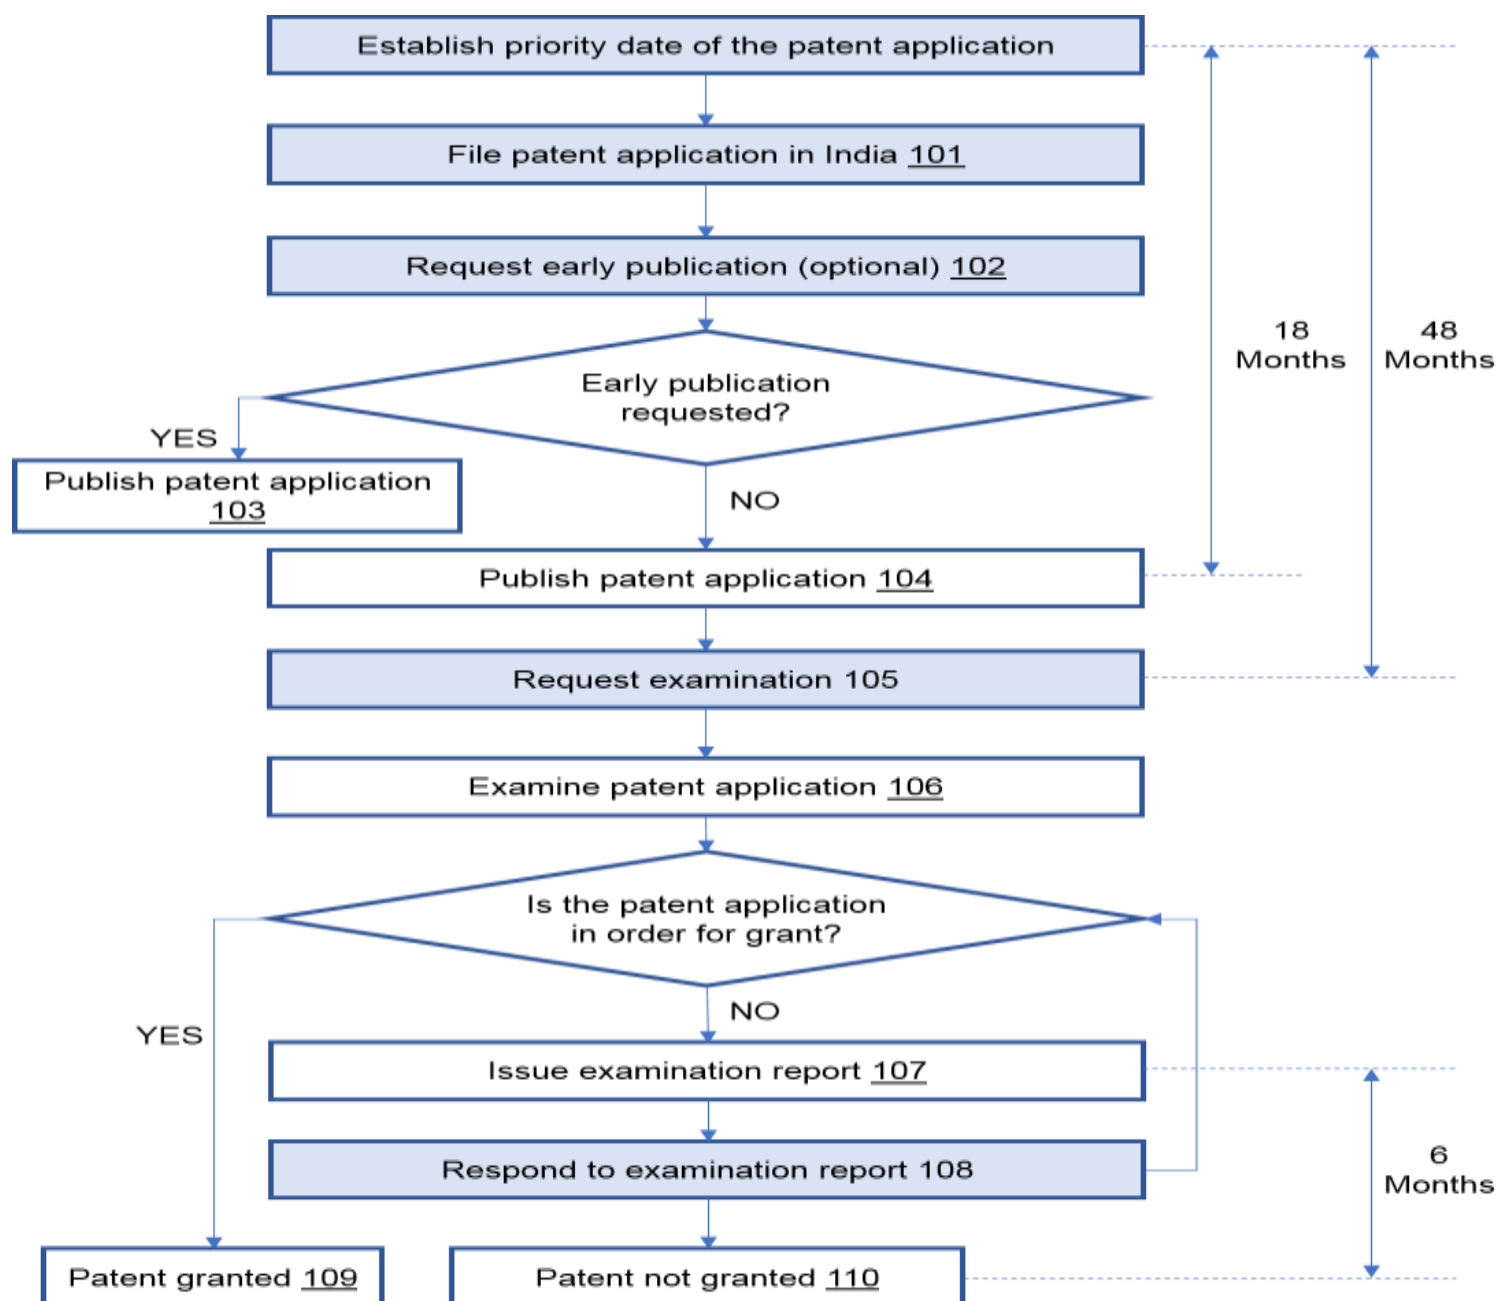 Establish priority date of the patent application
File patent application in India 101
Request early publication (optional) 102
18
Months
48
Months
Early publication
requested?
YES
Publish patent application
103
NO
Publish patent application 104
Request examination 105
Examine patent application 106
Is the patent application
in order for grant?
NO
YES
Issue examination report 107
Respond to examination report 108
6
Months
Patent granted 109
Patent not granted 110